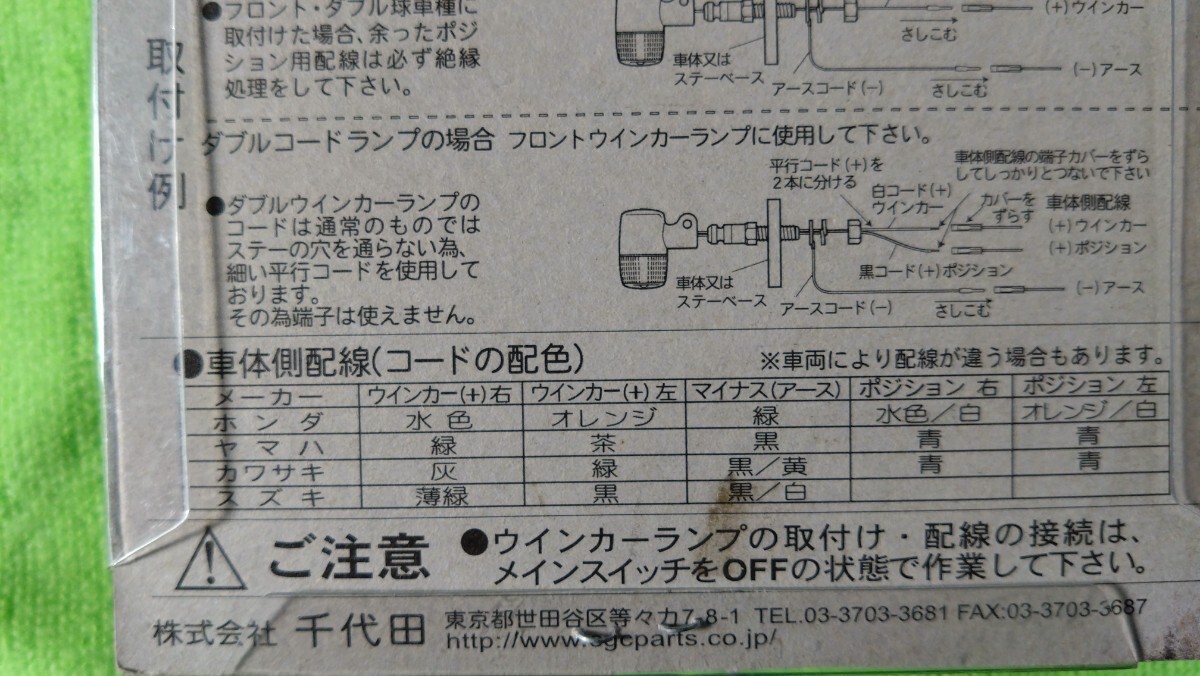 ●フロント・ダブル球車種に
取付けた場合、余ったポジ
ション用配線は必ず絶縁
処理をして下さい。
取付け例
車体又は
ステーベース
アースコード(−)
さしこむ
(+)ウインカー
さしこむ
(−)アース
ダブルコードランプの場合 フロントウインカーランプに使用して下さい。
●ダブルウインカーランプの
コードは通常のものでは
ステーの穴を通らない為、
細い平行コードを使用して
おります。
その為端子は使えません。
平行コード(+)を
2本に分ける
車体側配線の端子カバーをずら
してしっかりとつないで下さい
白コード(+)
ウインカー
カバーを
ずらす
車体側配線
(+)ウインカー
(+)ポジション
黒コード(+)ポジション
車体又は
ステーベース
アースコード(−)
さしこむ
(−)アース
●車体側配線(コードの配色) ※車両により配線が違う場合もあります。
メーカー ウインカー(+)右 ウインカー(+)左 マイナス(アース) ポジション 右 ポジション 左
ホンダ 水色 オレンジ 緑 水色/白 オレンジ/白
ヤマハ 緑 茶 黒 青 青
カワサキ 灰 緑 黒/黄 青 青
スズキ 薄緑 黒 黒/白
ご注意 ●ウインカーランプの取付け・配線の接続は、
メインスイッチをOFFの状態で作業して下さい。
株式会社 千代田 東京都世田谷区等々力7-8-1 TEL.03-3703-3681 FAX:03-3703-3687
http://www.sgcparts.co.jp/